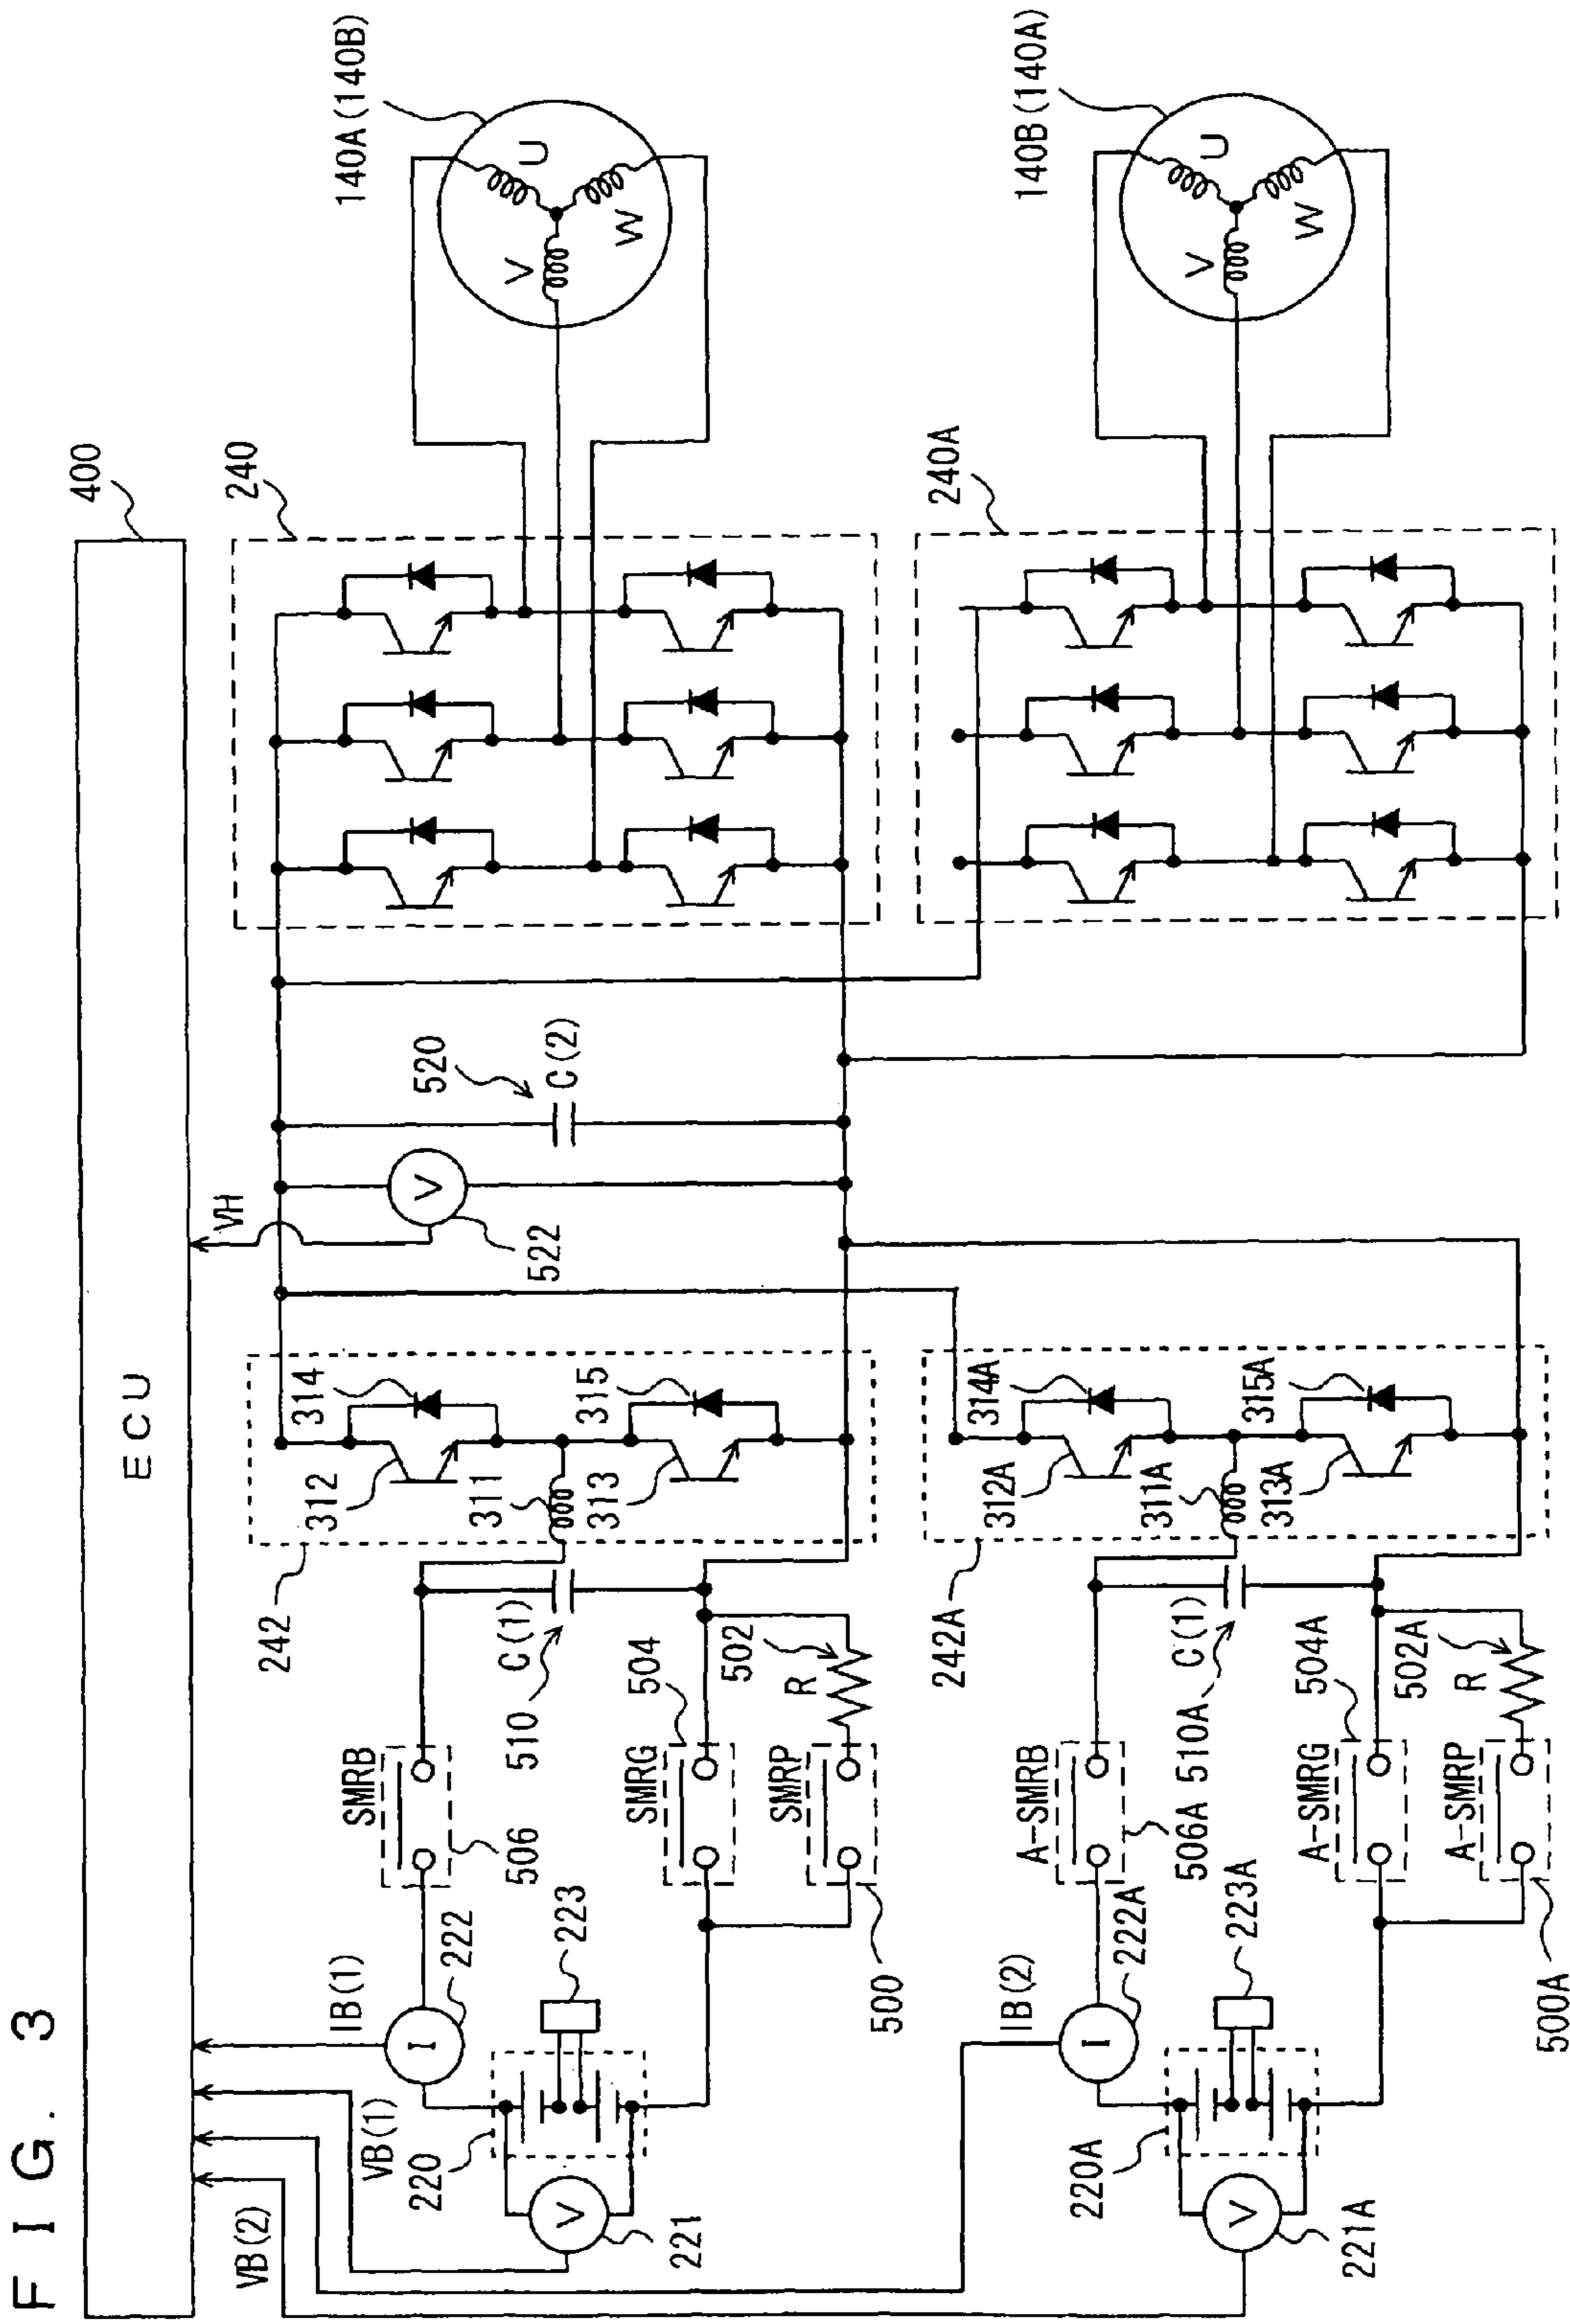 FIG. 3
ECU
400
VB(2)
VB(1)
IB(1)
VH
220
221
V
222
I
223
SMRB
506
SMRG
504
SMRP
500
502
R
C(1)
510
242
311
312
313
314
315
522
V
520
C(2)
240
140A(140B)
U
V
W
IB(2)
220A
221A
V
222A
I
223A
A-SMRB
506A
A-SMRG
504A
A-SMRP
500A
502A
R
C(1)
510A
242A
311A
312A
313A
314A
315A
240A
140B(140A)
U
V
W